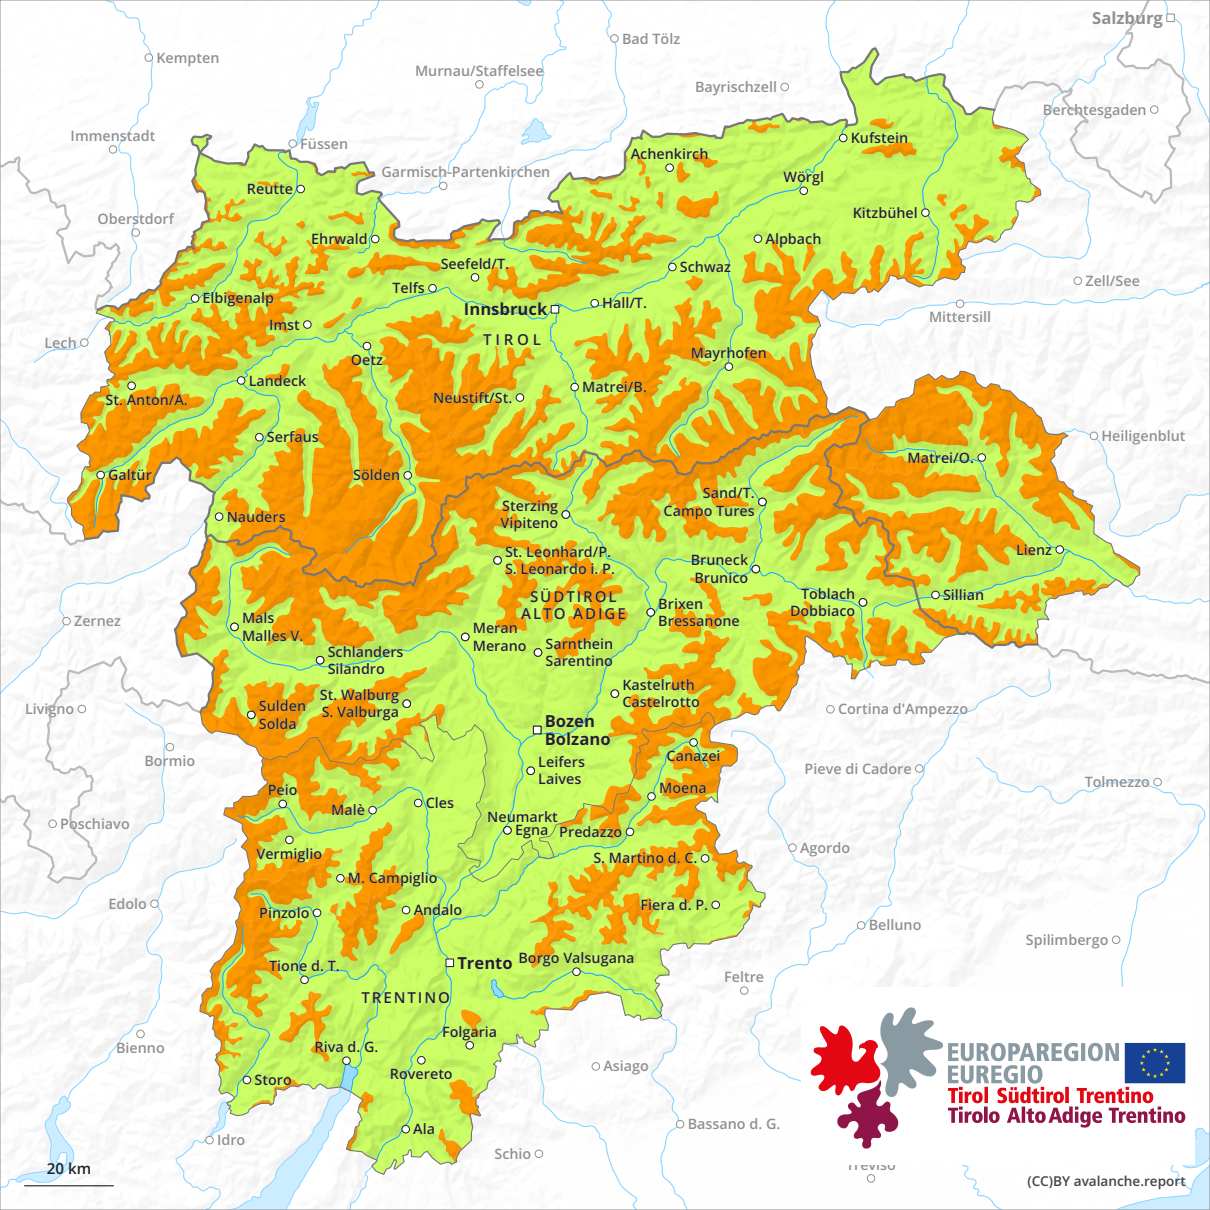 Salzburg
Bad Tölz
Kempten
Murnau/Staffelsee
Bayrischzell
Berchtesgaden
Immenstadt
Füssen
Kufstein
Achenkirch
Garmisch-Partenkirchen
Wörgl
Reutte
Oberstdorf
Kitzbühel
Ehrwald
Alpbach
Seefeld/T.
Schwaz
Zell/See
Telfs
Elbigenalp
Hall/T.
Innsbruck
Mittersill
Imst
TIROL
Lech
Mayrhofen
Oetz
Landeck
Matrei/B.
St. Anton/A.
Neustift/St.
Serfaus
Heiligenblut
Matrei/O.
Galtür
Sölden
Sand/T.
Campo Tures
Sterzing
Vipiteno
Nauders
St. Leonhard/P.
S. Leonardo i. P.
Lienz
Bruneck
Brunico
SÜDTIROL
ALTO ADIGE
Toblach
Dobbiaco
Sillian
Brixen
Bressanone
Zernez
Mals
Malles V.
Meran
Merano
Sarnthein
Sarentino
Schlanders
Silandro
Kastelruth
Castelrotto
St. Walburg
S. Valburga
Livigno
Sulden
Solda
Cortina d'Ampezzo
Bozen
Bolzano
Bormio
Canazei
Leifers
Laives
Pieve di Cadore
Tolmezzo
Peio
Moena
Malè
Cles
Poschiavo
Neumarkt
Egna
Predazzo
Vermiglio
Agordo
S. Martino d. C.
M. Campiglio
Edolo
Pinzolo
Andalo
Fiera d. P.
Belluno
Spilimbergo
Tione d. T.
Trento
Borgo Valsugana
Feltre
TRENTINO
Folgaria
Bienno
Riva d. G.
Rovereto
Asiago
Storo
EUROPAREGION
EUREGIO
Tirol Südtirol Trentino
Tirolo Alto Adige Trentino
Ala
Bassano d. G.
Idro
Schio
Treviso
20 km
(CC)BY avalanche.report